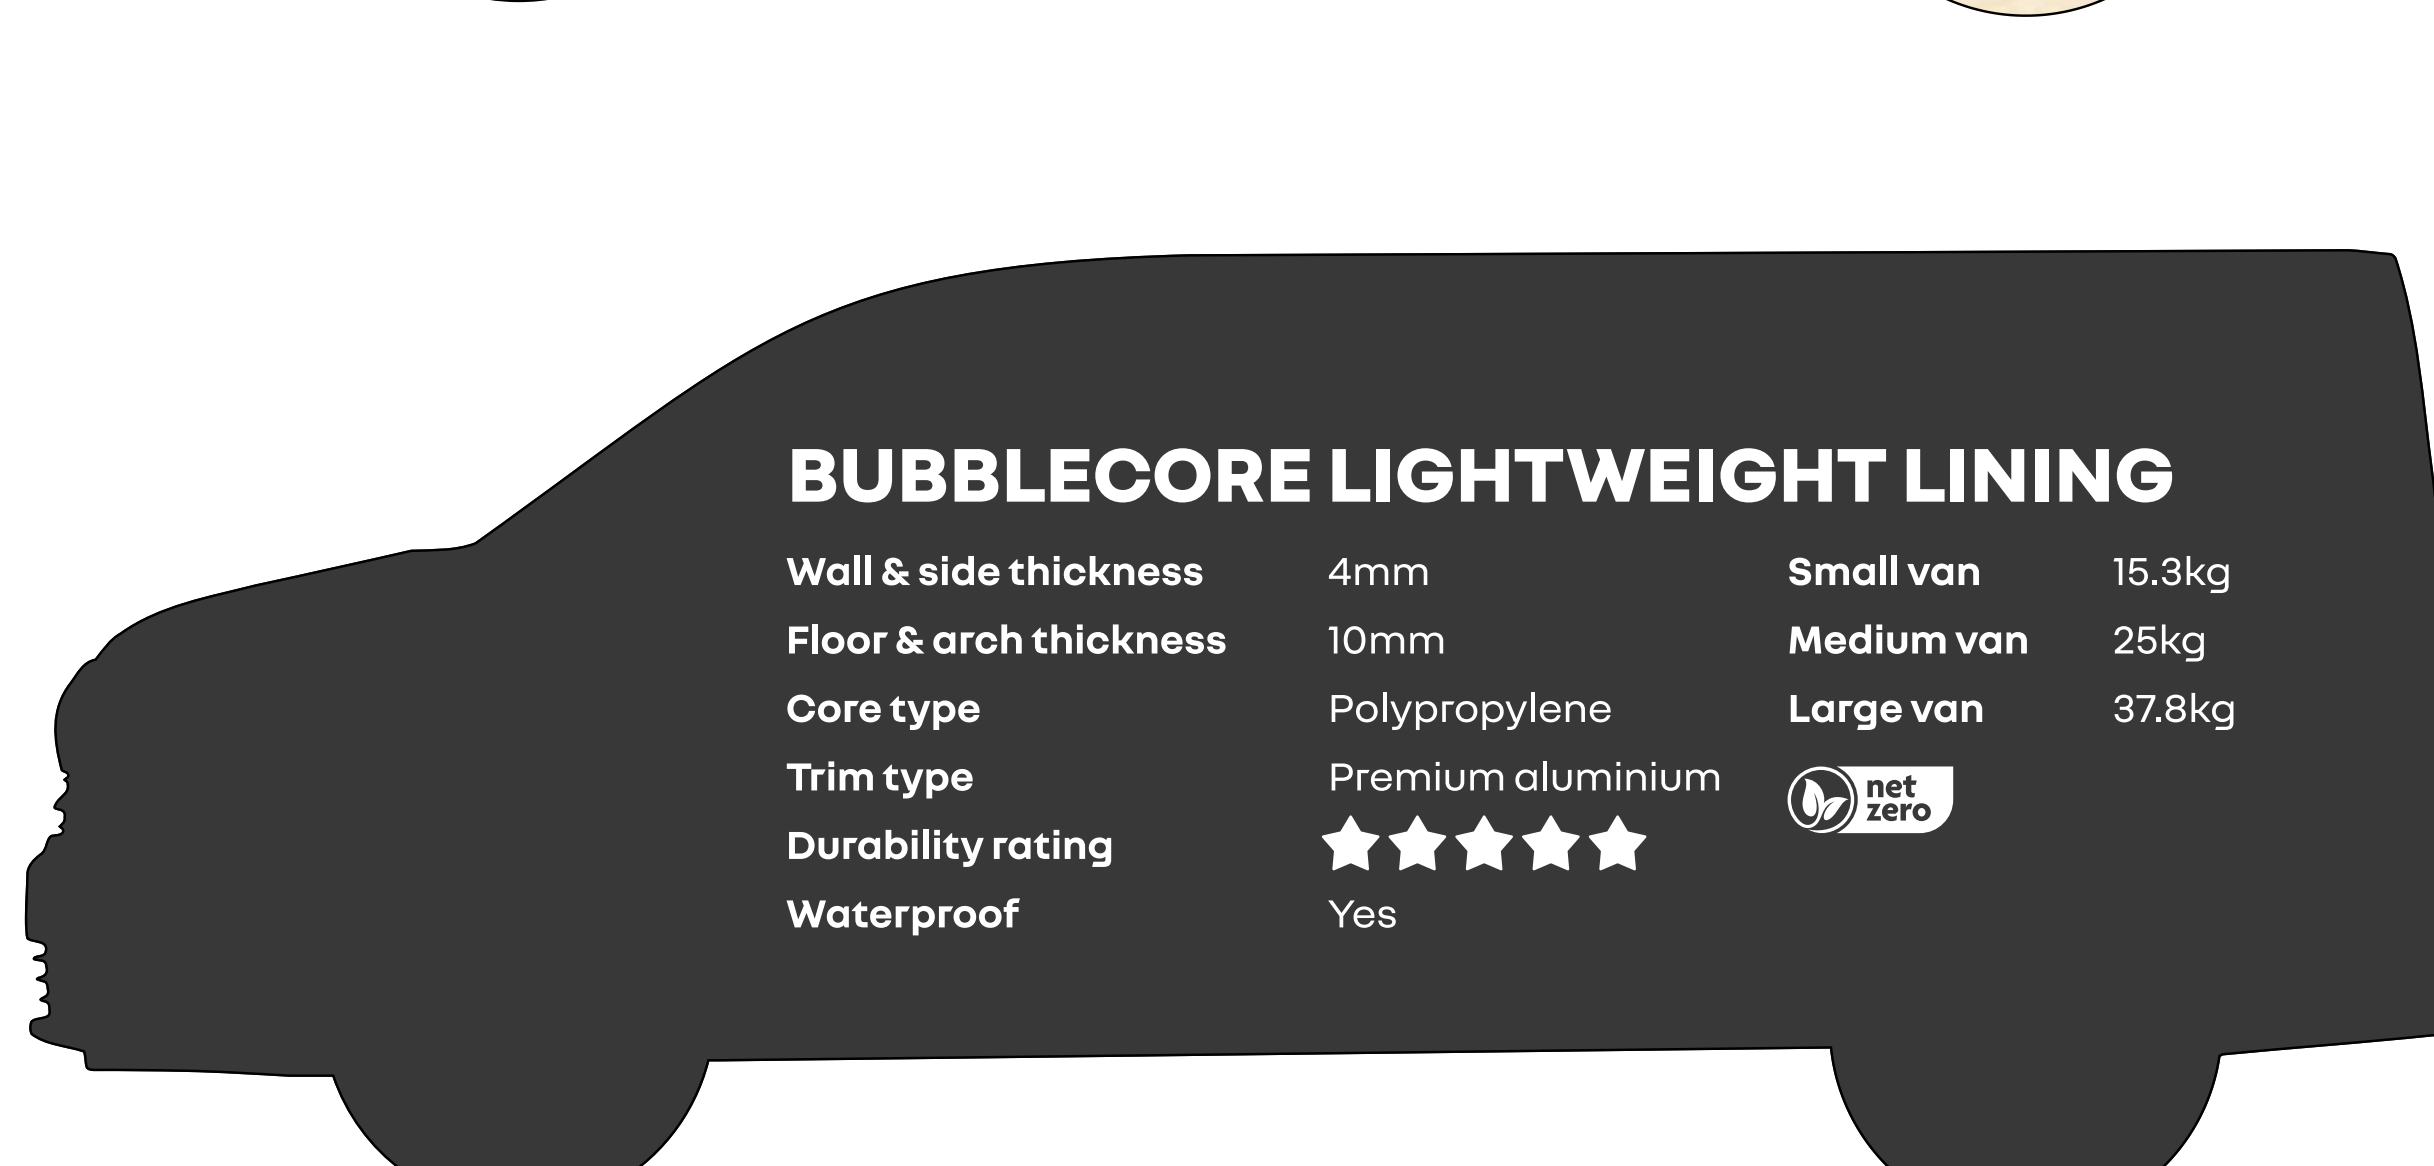 BUBBLECORE LIGHTWEIGHT LINING
Wall & side thickness 4mm
Floor & arch thickness 10mm
Core type Polypropylene
Trim type Premium aluminium
Durability rating
Waterproof Yes
Small van 15.3kg
Medium van 25kg
Large van 37.8kg
net
zero